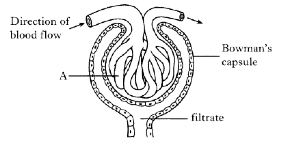 Direction of
blood flow
Bowman's
capsule
A
filtrate